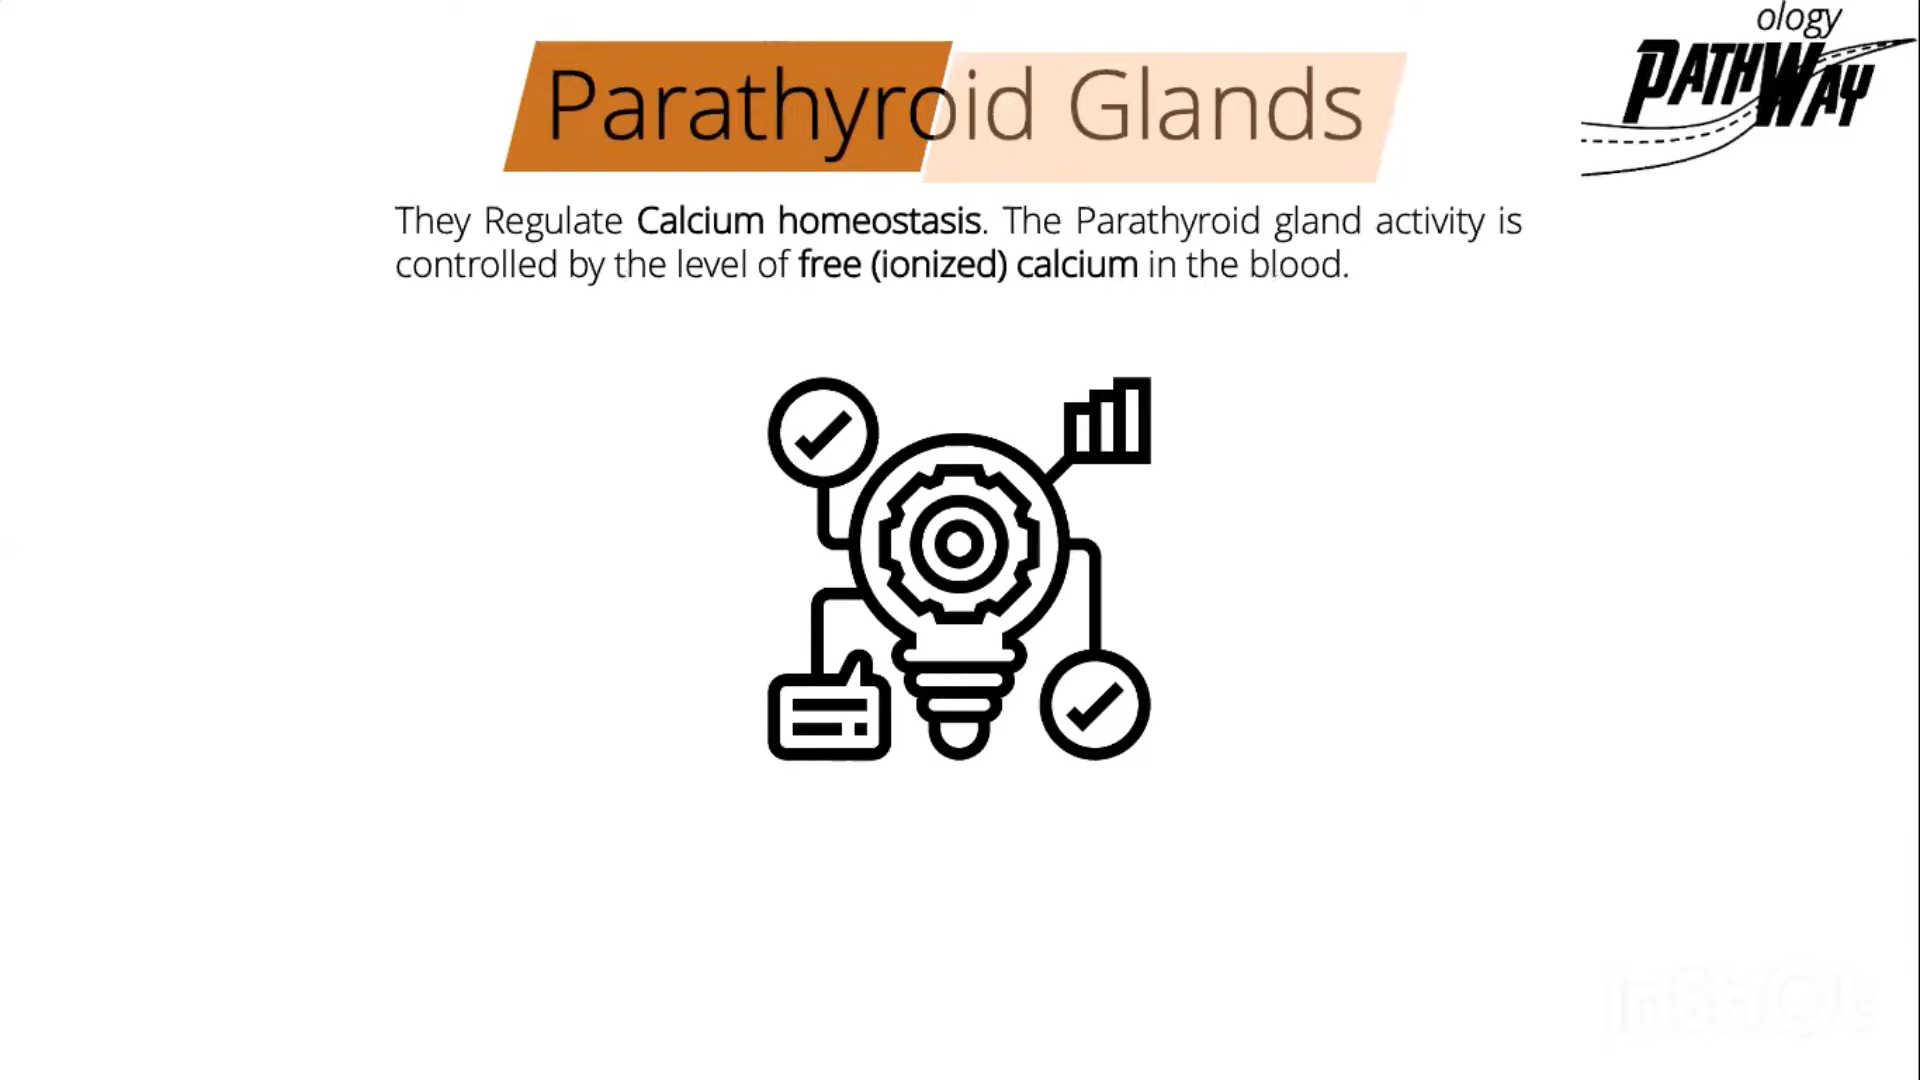 ology
PATHWAY
Parathyroid Glands
They Regulate Calcium homeostasis. The Parathyroid gland activity is
controlled by the level of free (ionized) calcium in the blood.
InShOt